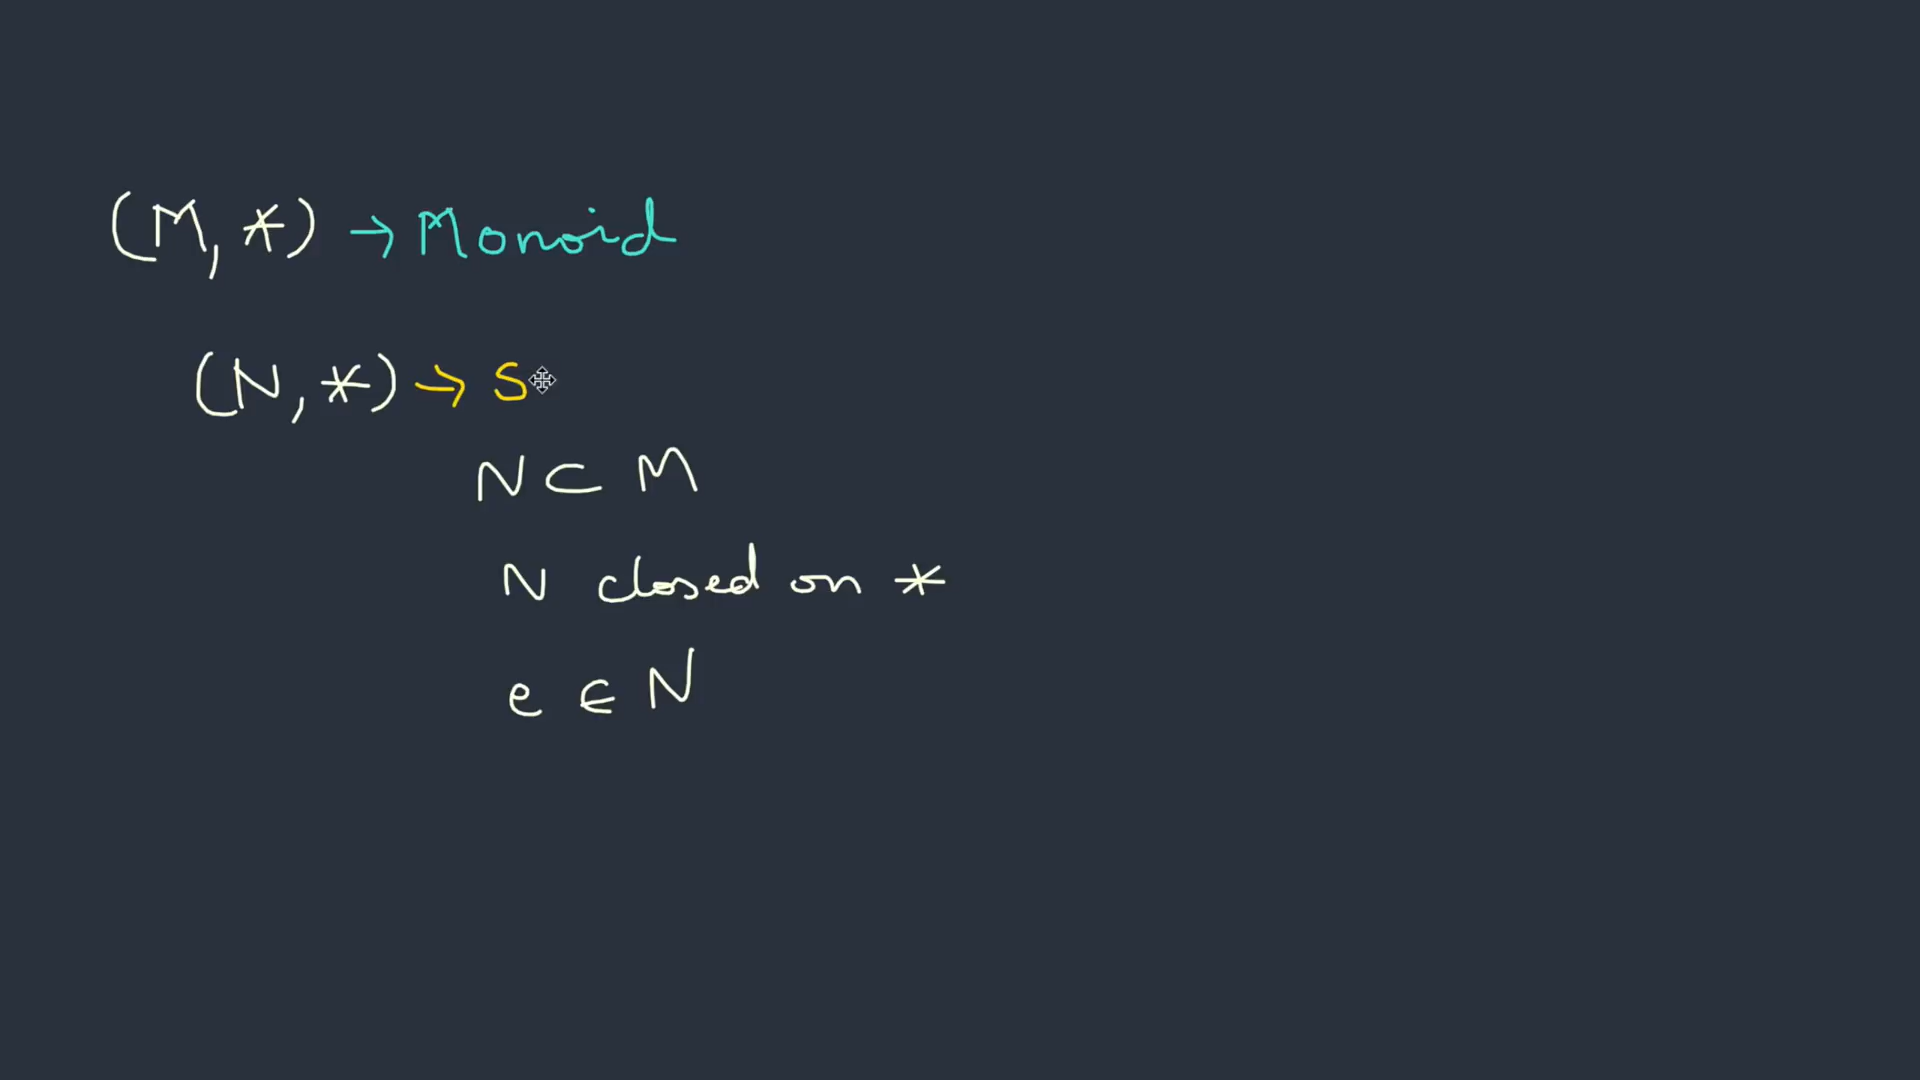 (M, *) → Monoid
(N, *) → S
N ⊂ M
N closed on *
e ∈ N